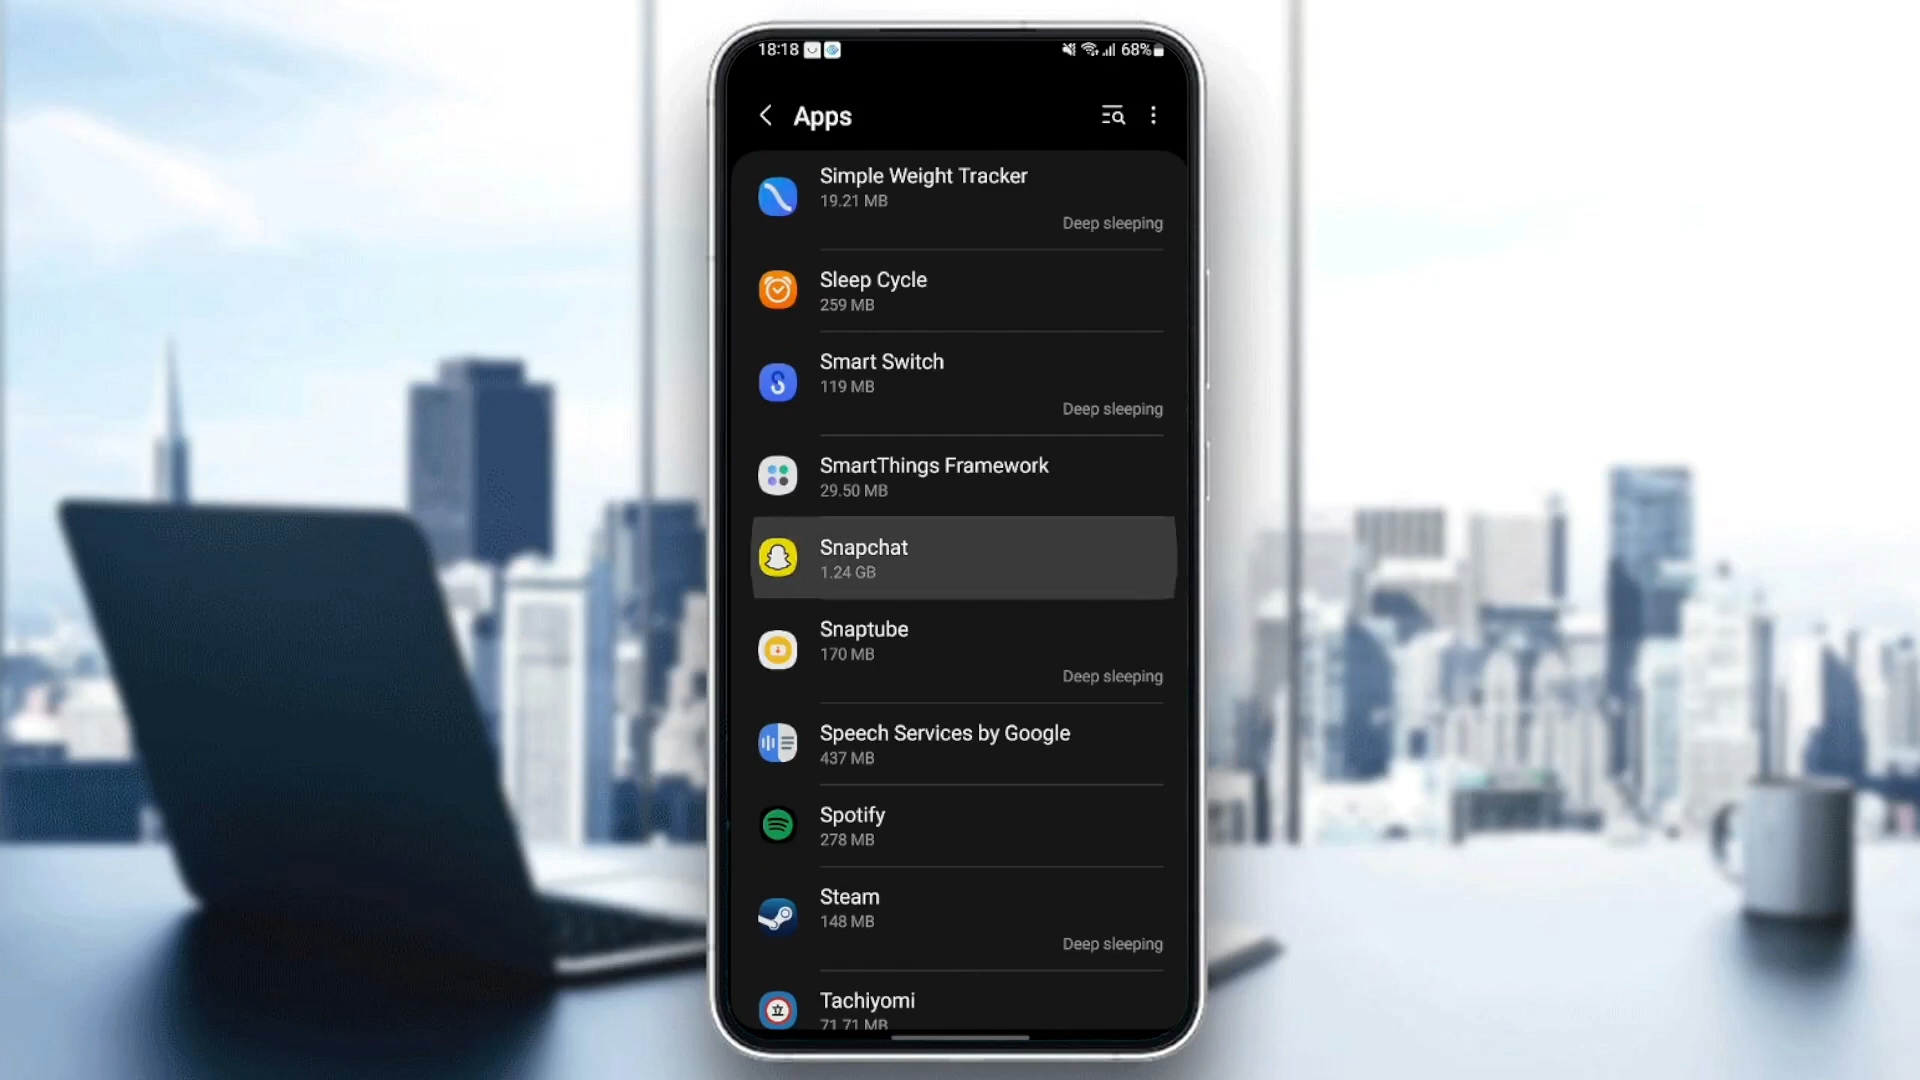 18:18
68%
Apps
Simple Weight Tracker
19.21 MB
Deep sleeping
Sleep Cycle
259 MB
Smart Switch
119 MB
Deep sleeping
SmartThings Framework
29.50 MB
Snapchat
1.24 GB
Snaptube
170 MB
Deep sleeping
Speech Services by Google
437 MB
Spotify
278 MB
Steam
148 MB
Deep sleeping
Tachiyomi
71.71 MB